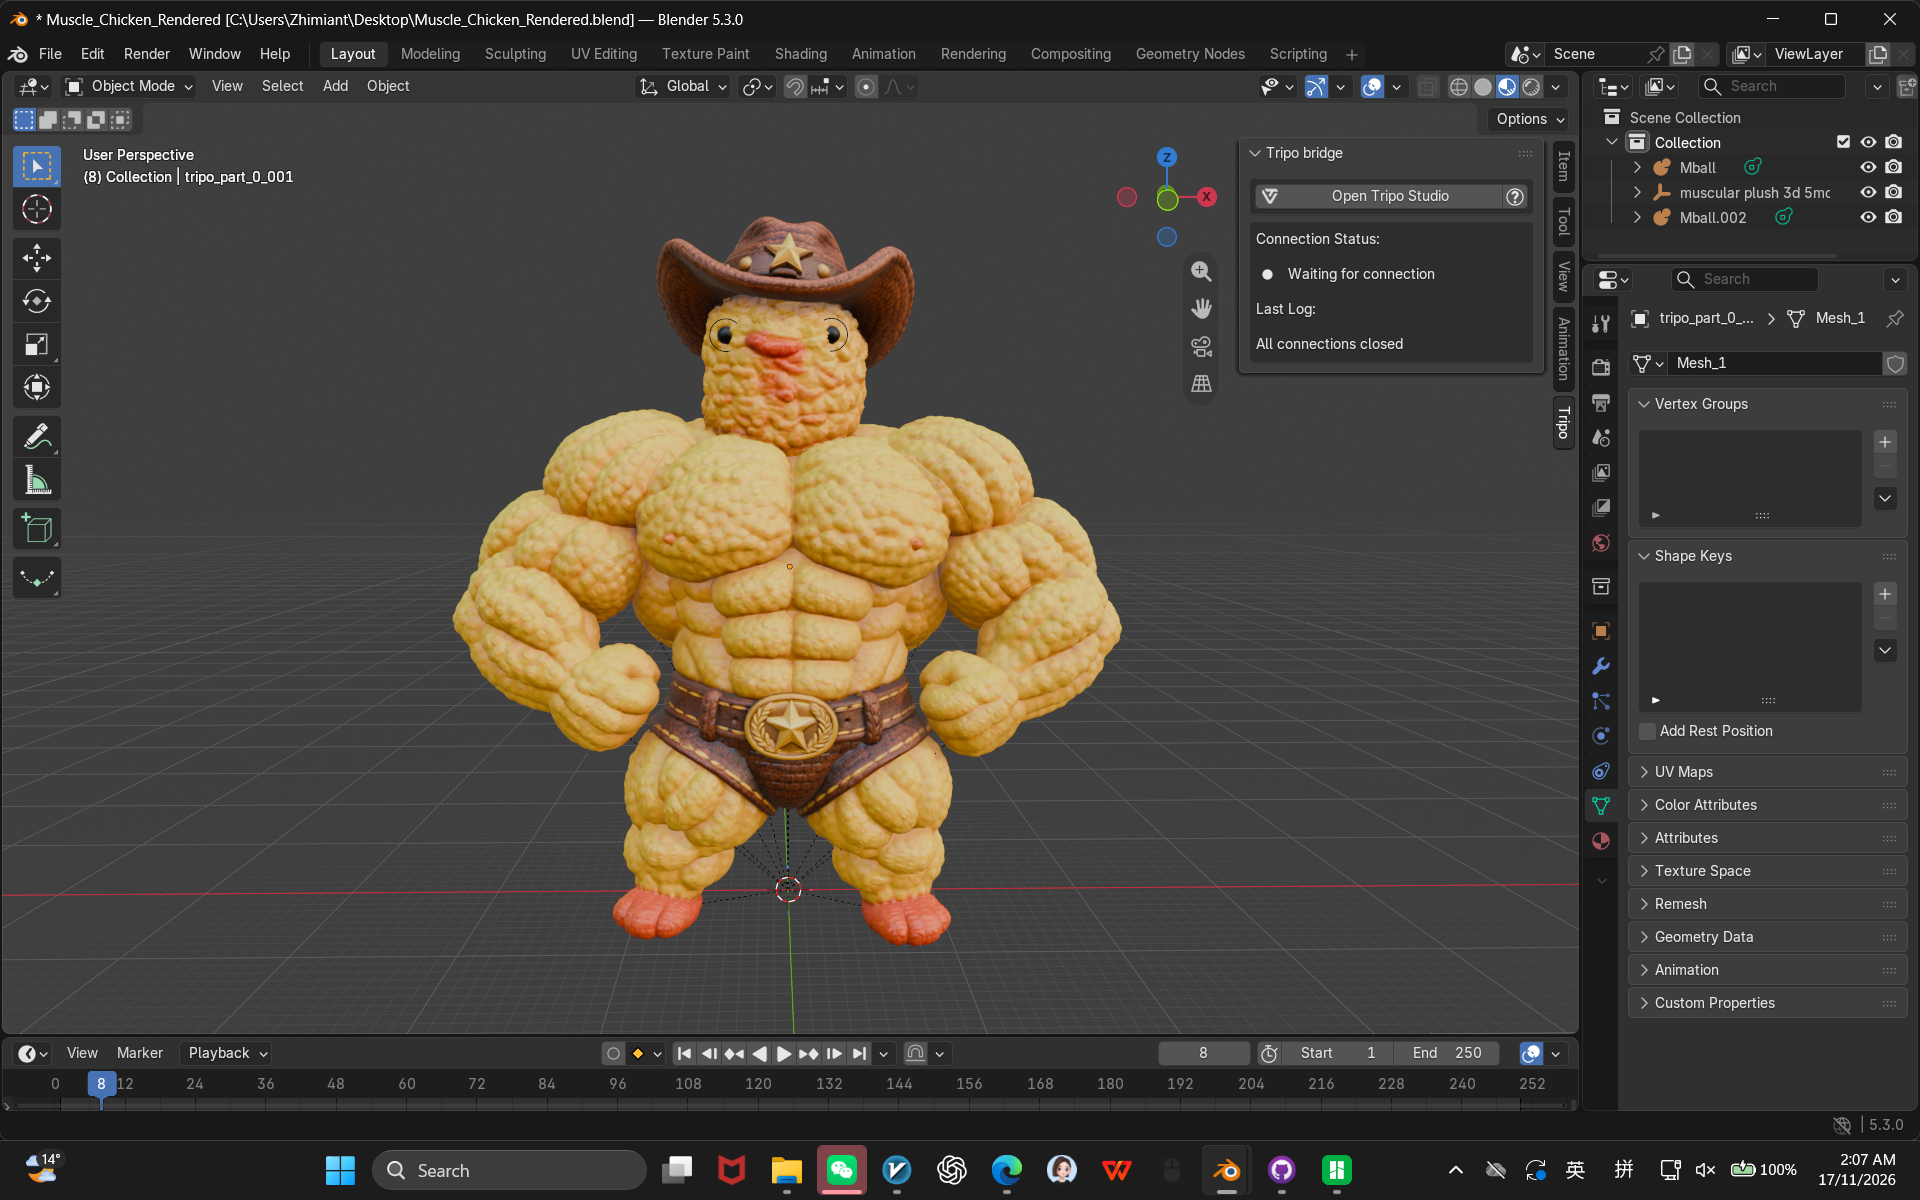 * Muscle_Chicken_Rendered [C:\Users\Zhimiant\Desktop\Muscle_Chicken_Rendered.blend] — Blender 5.3.0
File Edit Render Window Help Layout Modeling Sculpting UV Editing Texture Paint Shading Animation Rendering Compositing Geometry Nodes Scripting + Scene ViewLayer
Object Mode View Select Add Object Global Search
Options
User Perspective
(8) Collection | tripo_part_0_001
Z
X
Tripo bridge
Open Tripo Studio
Connection Status:
Waiting for connection
Last Log:
All connections closed
Item
Tool
View
Animation
Tripo
Scene Collection
Collection
Mball
muscular plush 3d 5mo
Mball.002
Search
tripo_part_0_... > Mesh_1
Mesh_1
Vertex Groups
Shape Keys
Add Rest Position
UV Maps
Color Attributes
Attributes
Texture Space
Remesh
Geometry Data
Animation
Custom Properties
View Marker Playback 8 Start 1 End 250
0 8 12 24 36 48 60 72 84 96 108 120 132 144 156 168 180 192 204 216 228 240 252
5.3.0
14° Search 英 拼 100% 2:07 AM
17/11/2026